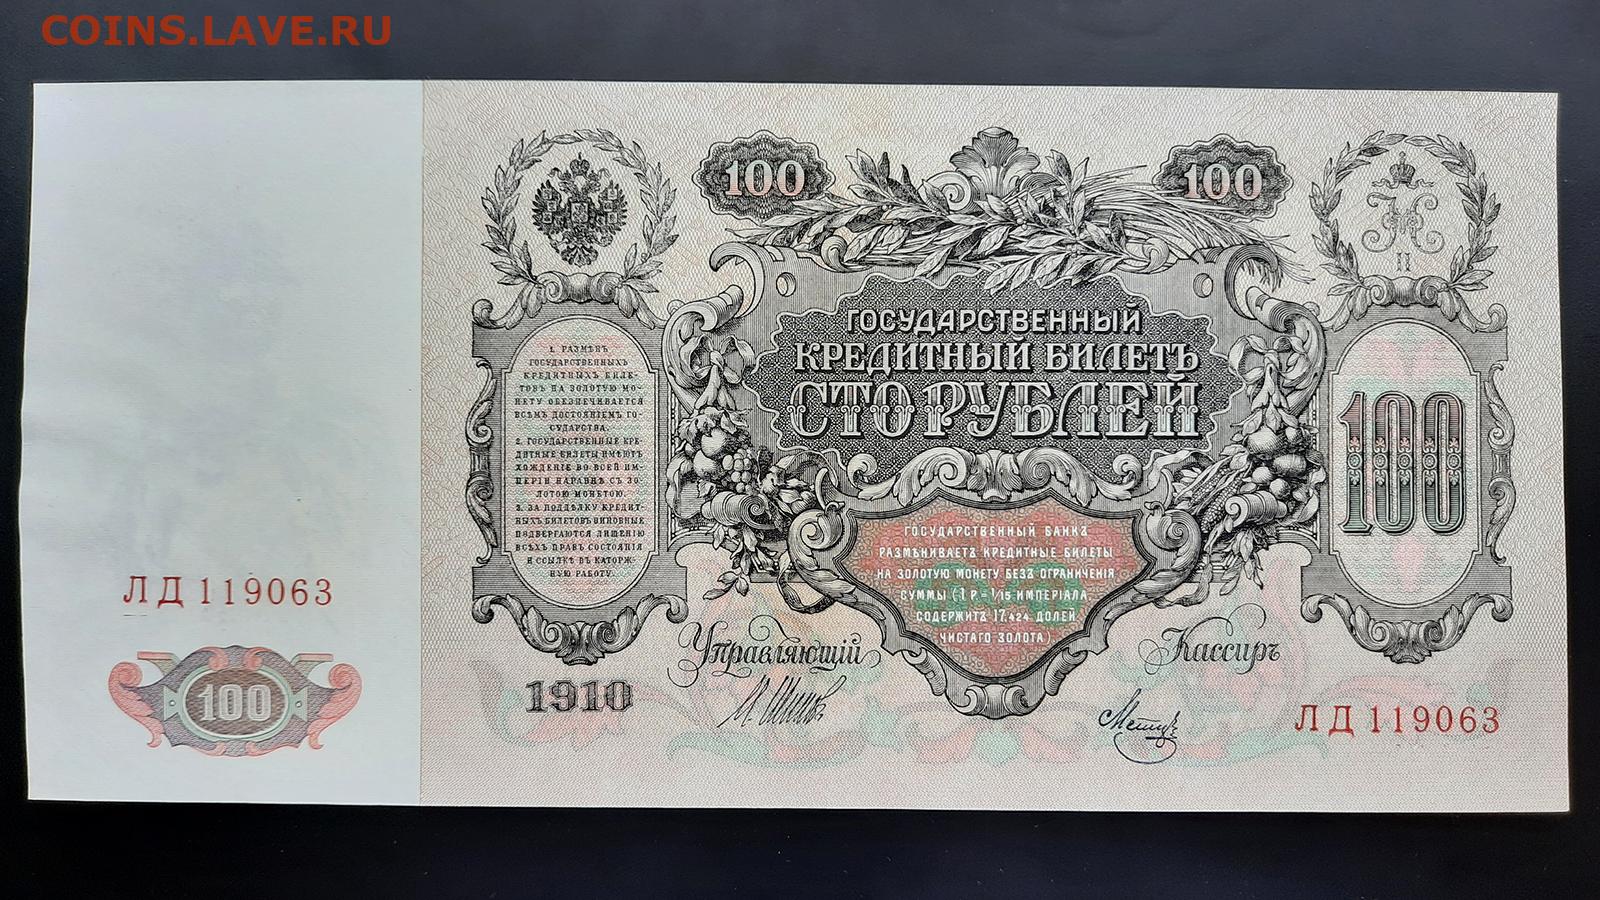 COINS.LAVE.RU
100
100
II
ГОСУДАРСТВЕННЫЙ
КРЕДИТНЫЙ БИЛЕТЪ
СТО РУБЛЕЙ
1. РАЗМѢНЪ
ГОСУДАРСТВЕННЫХЪ
КРЕДИТНЫХЪ БИЛЕ-
ТОВЪ НА ЗОЛОТУЮ МО-
НЕТУ ОБЕЗПЕЧИВАЕТСЯ
ВСѢМЪ ДОСТОЯНІЕМЪ ГО-
СУДАРСТВА.
2. ГОСУДАРСТВЕННЫЕ КРЕ-
ДИТНЫЕ БИЛЕТЫ ИМѢЮТЪ
ХОЖДЕНІЕ ВО ВСЕЙ ИМ-
ПЕРІИ НАРАВНѢ СЪ ЗО-
ЛОТОЮ МОНЕТОЮ.
3. ЗА ПОДДѢЛКУ КРЕДИТ-
НЫХЪ БИЛЕТОВЪ ВИНОВНЫЕ
ПОДВЕРГАЮТСЯ ЛИШЕНІЮ
ВСѢХЪ ПРАВЪ СОСТОЯНІЯ
И ССЫЛКѢ ВЪ КАТОРЖ-
НУЮ РАБОТУ.
100
ГОСУДАРСТВЕННЫЙ БАНКЪ
РАЗМѢНИВАЕТЪ КРЕДИТНЫЕ БИЛЕТЫ
НА ЗОЛОТУЮ МОНЕТУ БЕЗЪ ОГРАНИЧЕНІЯ
СУММЫ (1 Р.= 1/15 ИМПЕРІАЛА,
СОДЕРЖИТЪ 17,424 ДОЛЕЙ
ЧИСТАГО ЗОЛОТА).
ЛД 119063
100
Управляющій
Кассиръ
1910
И. Шипов
ЛД 119063